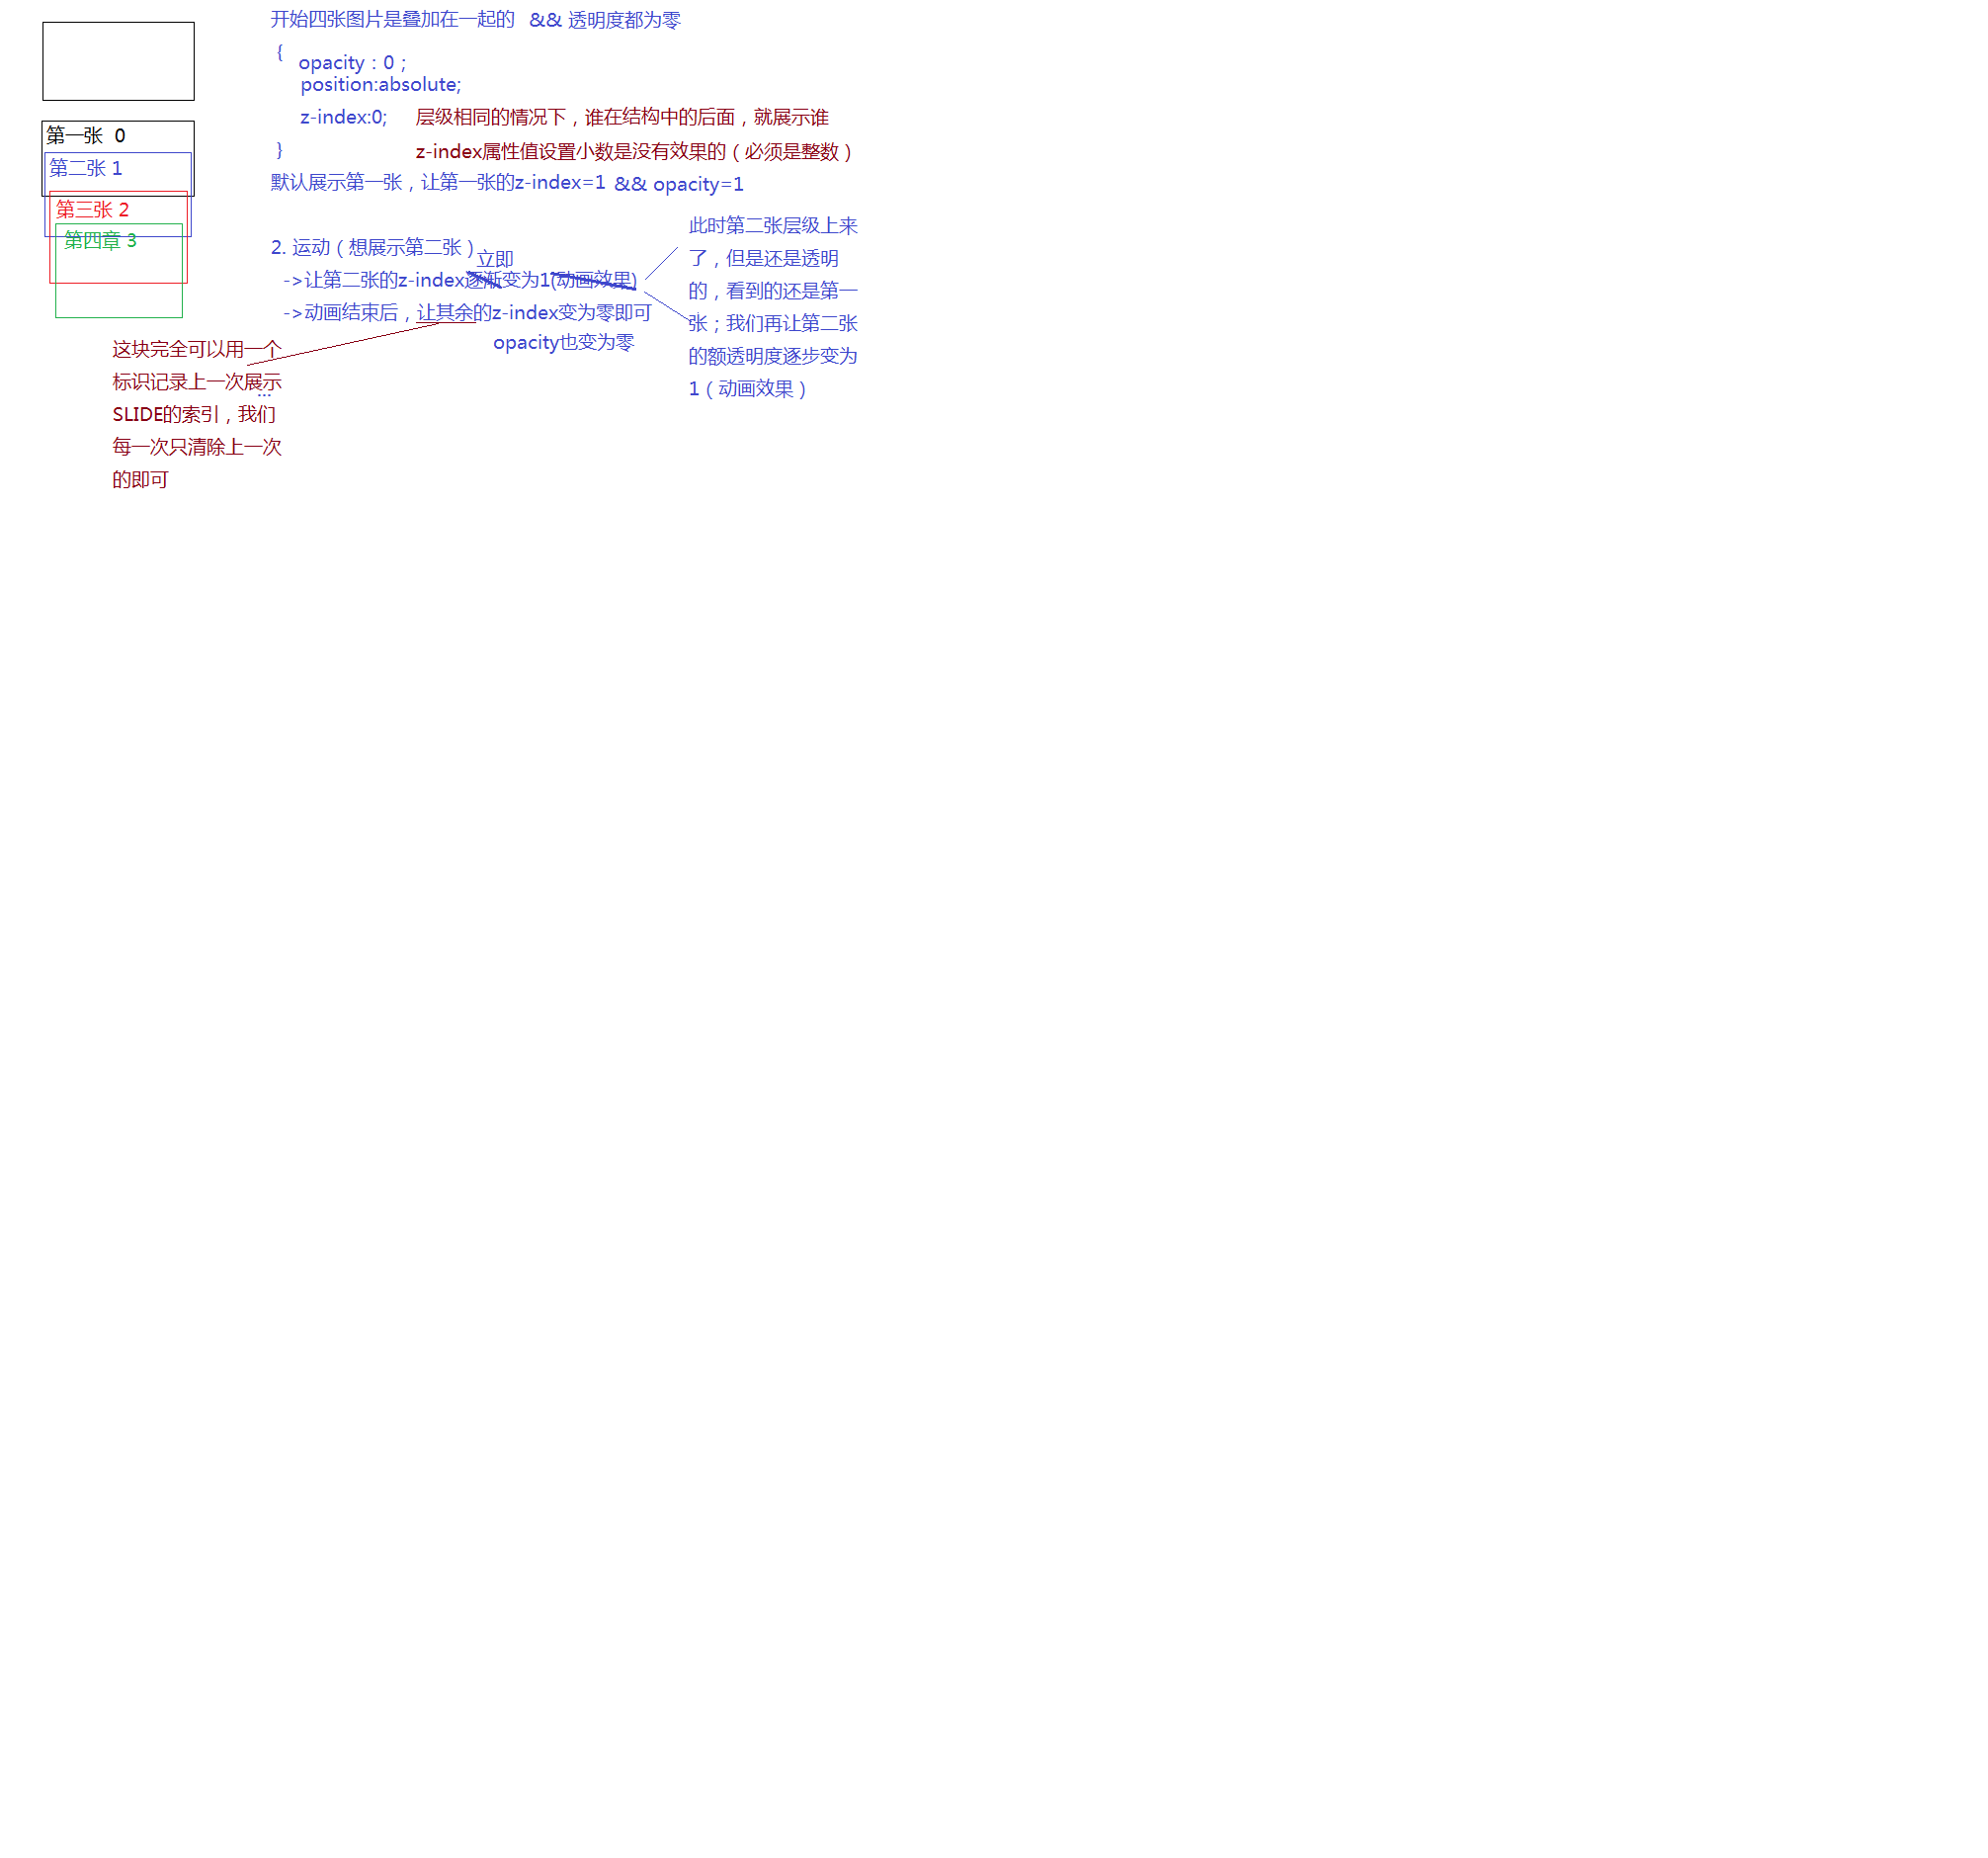 开始四张图片是叠加在一起的 && 透明度都为零
{
opacity：0；
position:absolute;
z-index:0; 层级相同的情况下，谁在结构中的后面，就展示谁
} z-index属性值设置小数是没有效果的（必须是整数）
默认展示第一张，让第一张的z-index=1 && opacity=1
第一张 0
第二张 1
第三张 2
第四章 3
2. 运动（想展示第二张）
立即
->让第二张的z-index逐渐变为1(动画效果)
->动画结束后，让其余的z-index变为零即可
opacity也变为零
此时第二张层级上来
了，但是还是透明
的，看到的还是第一
张；我们再让第二张
的额透明度逐步变为
1（动画效果）
这块完全可以用一个
标识记录上一次展示
...
SLIDE的索引，我们
每一次只清除上一次
的即可